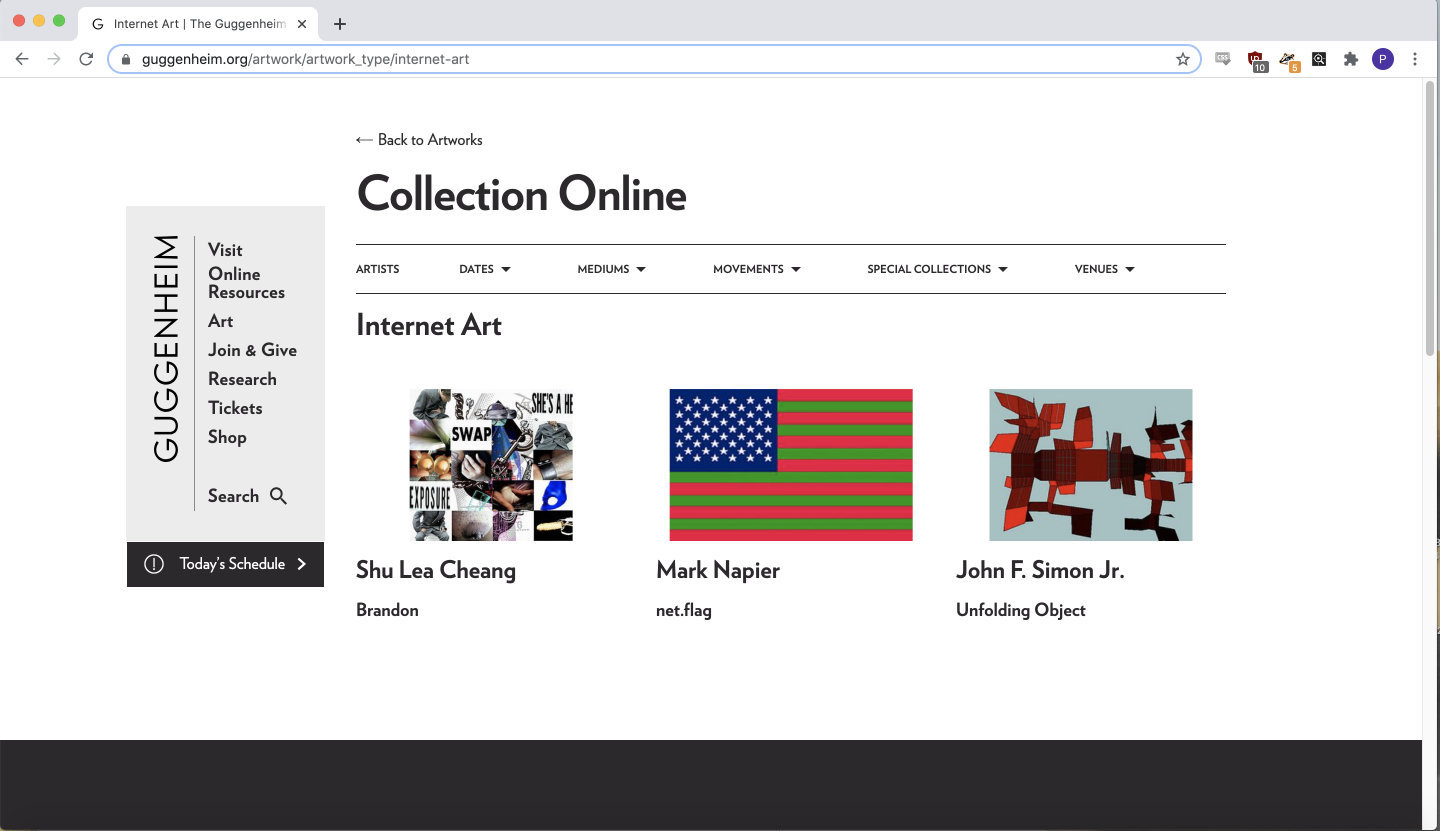 Internet Art | The Guggenheim
guggenheim.org/artwork/artwork_type/internet-art
10
5
P
← Back to Artworks
Collection Online
GUGGENHEIM
Visit
Online
Resources
Art
Join & Give
Research
Tickets
Shop
Search
Today's Schedule
ARTISTS DATES MEDIUMS MOVEMENTS SPECIAL COLLECTIONS VENUES
Internet Art
SHE'S A HE
SWAP
EXPOSURE
Shu Lea Cheang
Brandon
Mark Napier
net.flag
John F. Simon Jr.
Unfolding Object